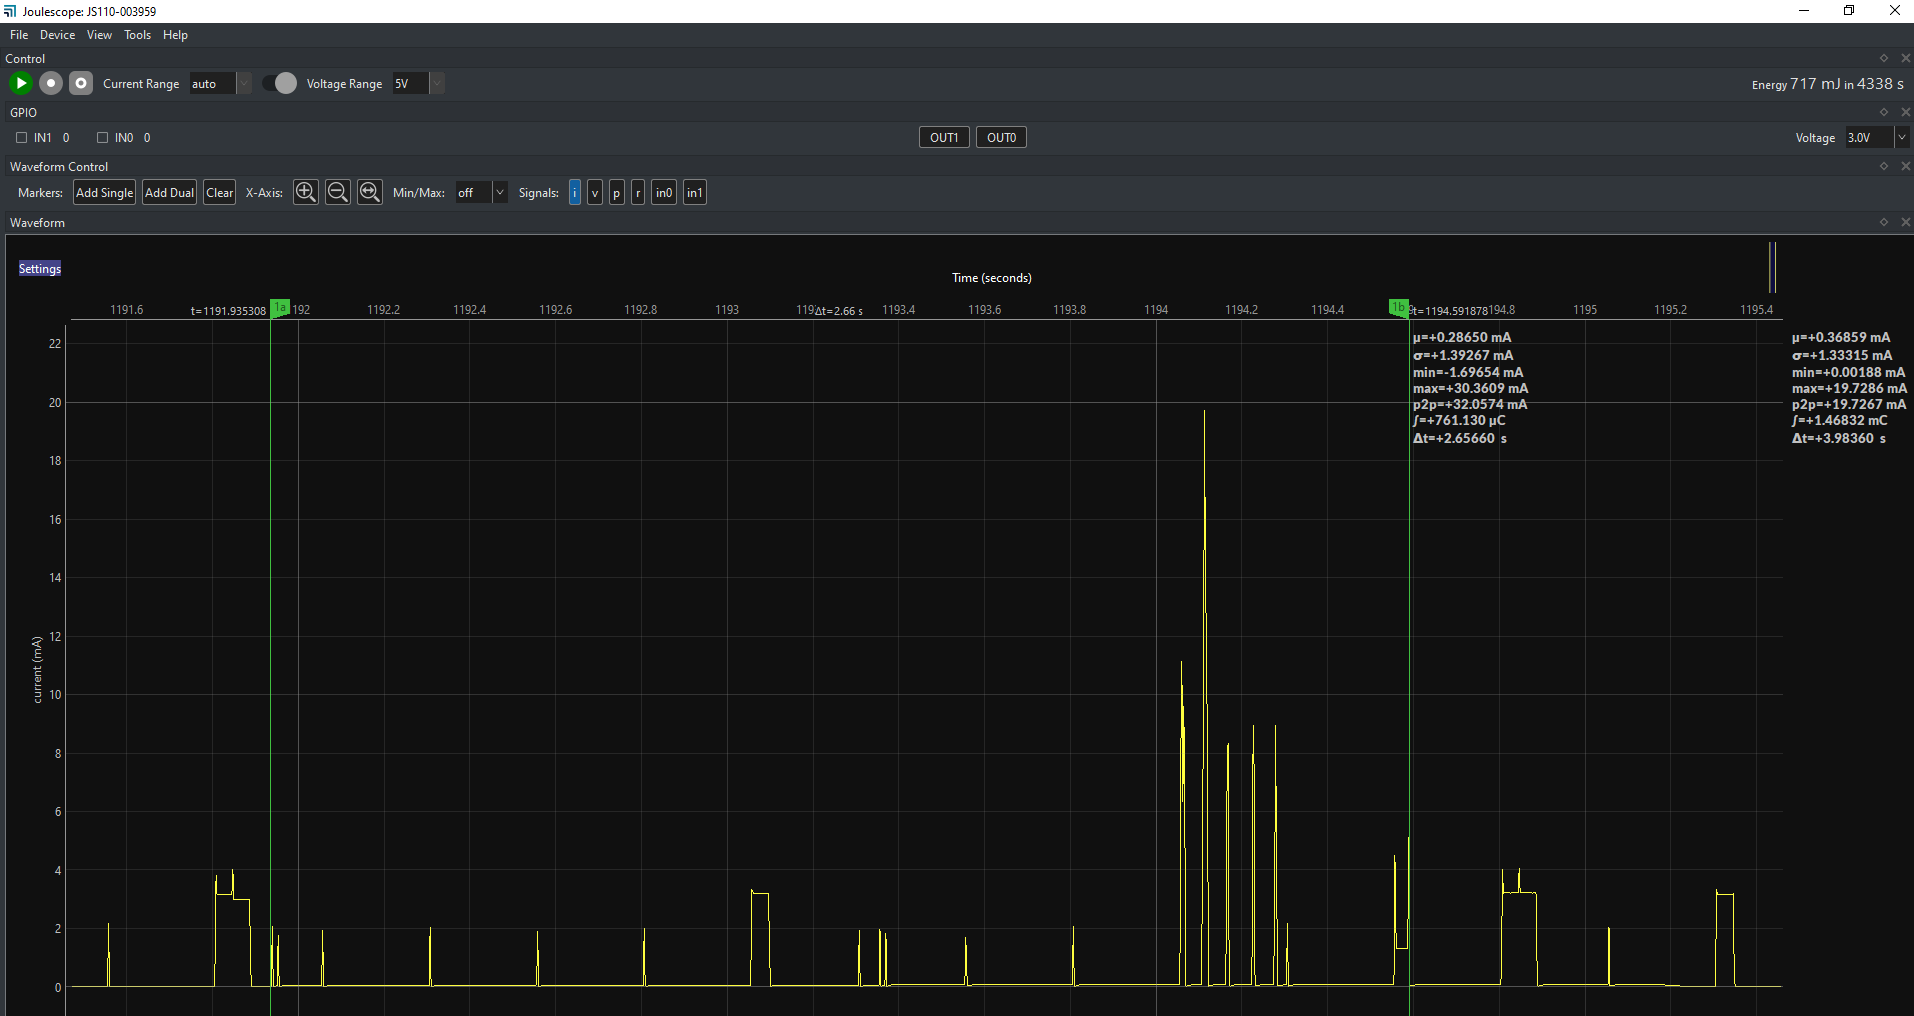 Joulescope: JS110-003959
File Device View Tools Help
Control
Current Range auto Voltage Range 5V Energy 717 mJ in 4338 s
GPIO
IN1 0 IN0 0 OUT1 OUT0 Voltage 3.0V
Waveform Control
Markers: Add Single Add Dual Clear X-Axis: Min/Max: off Signals: i v p r in0 in1
Waveform
Settings
Time (seconds)
1191.6 t=1191.935308 1a 192 1192.2 1192.4 1192.6 1192.8 1193 Δt=2.66 s 1193.4 1193.6 1193.8 1194 1194.2 1194.4 1b t=1194.591878 194.8 1195 1195.2 1195.4
22
20
18
16
14
12
10
8
6
4
2
0
current (mA)
μ=+0.28650 mA
σ=+1.39267 mA
min=-1.69654 mA
max=+30.3609 mA
p2p=+32.0574 mA
∫=+761.130 μC
Δt=+2.65660 s
μ=+0.36859 mA
σ=+1.33315 mA
min=+0.00188 mA
max=+19.7286 mA
p2p=+19.7267 mA
∫=+1.46832 mC
Δt=+3.98360 s